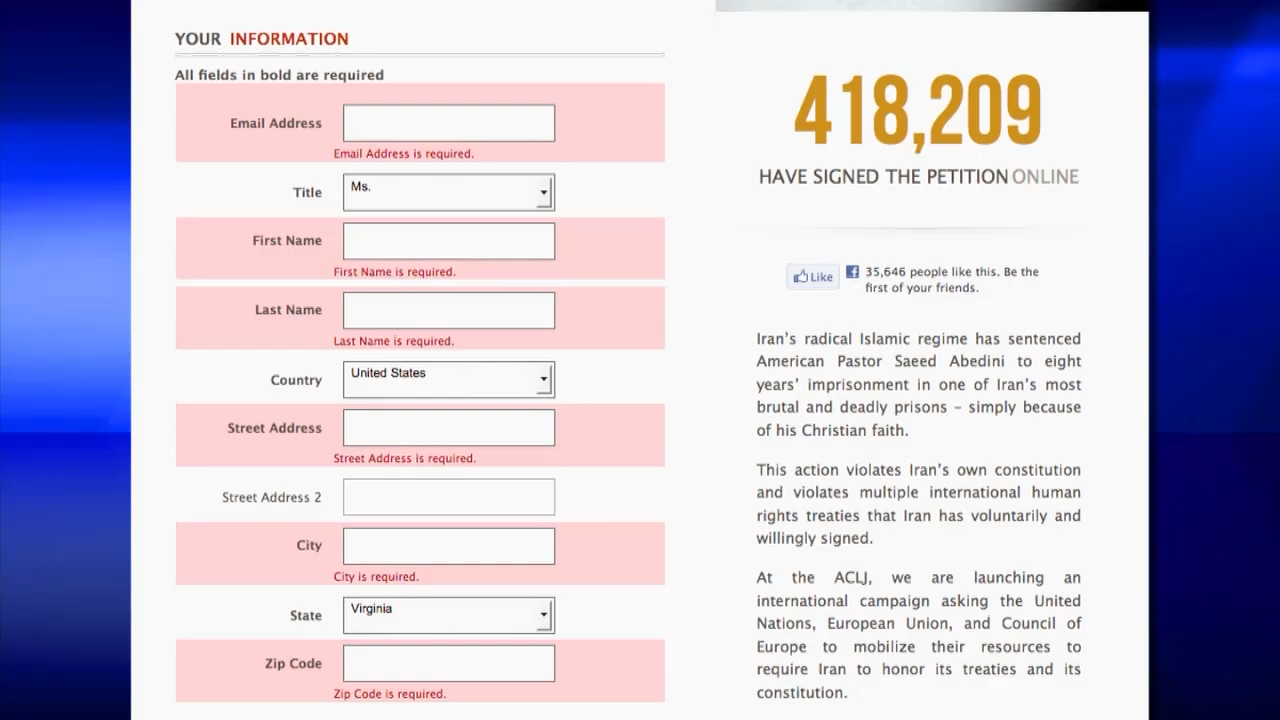 YOUR INFORMATION
All fields in bold are required
Email Address
Email Address is required.
Title
Ms.
First Name
First Name is required.
Last Name
Last Name is required.
Country
United States
Street Address
Street Address is required.
Street Address 2
City
City is required.
State
Virginia
Zip Code
Zip Code is required.
418,209
HAVE SIGNED THE PETITION ONLINE
Like
35,646 people like this. Be the
first of your friends.
Iran's radical Islamic regime has sentenced
American Pastor Saeed Abedini to eight
years' imprisonment in one of Iran's most
brutal and deadly prisons – simply because
of his Christian faith.
This action violates Iran's own constitution
and violates multiple international human
rights treaties that Iran has voluntarily and
willingly signed.
At the ACLJ, we are launching an
international campaign asking the United
Nations, European Union, and Council of
Europe to mobilize their resources to
require Iran to honor its treaties and its
constitution.